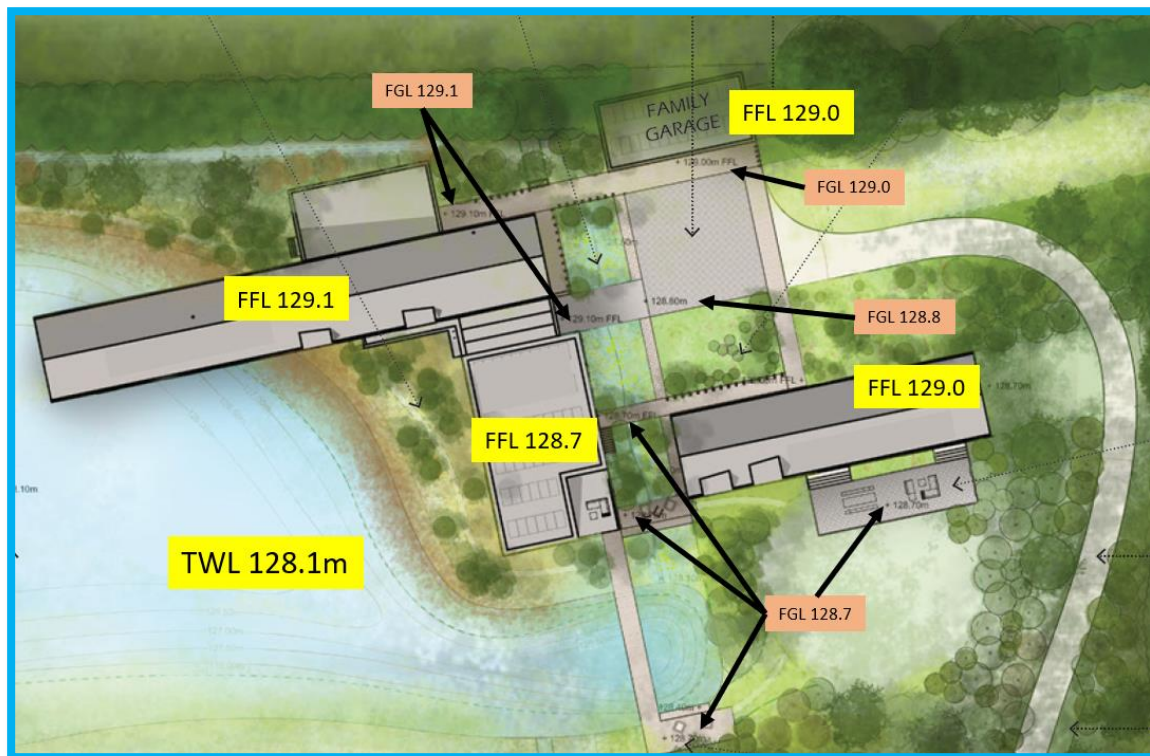 FGL 129.1
FAMILY
GARAGE
FFL 129.0
FGL 129.0
+ 129.10m FFL
FFL 129.1
+ 128.80m
FGL 128.8
+ 129.10m FFL
FFL 129.0
+ 128.70m
FFL 128.7
+ 128.70m
TWL 128.1m
FGL 128.7